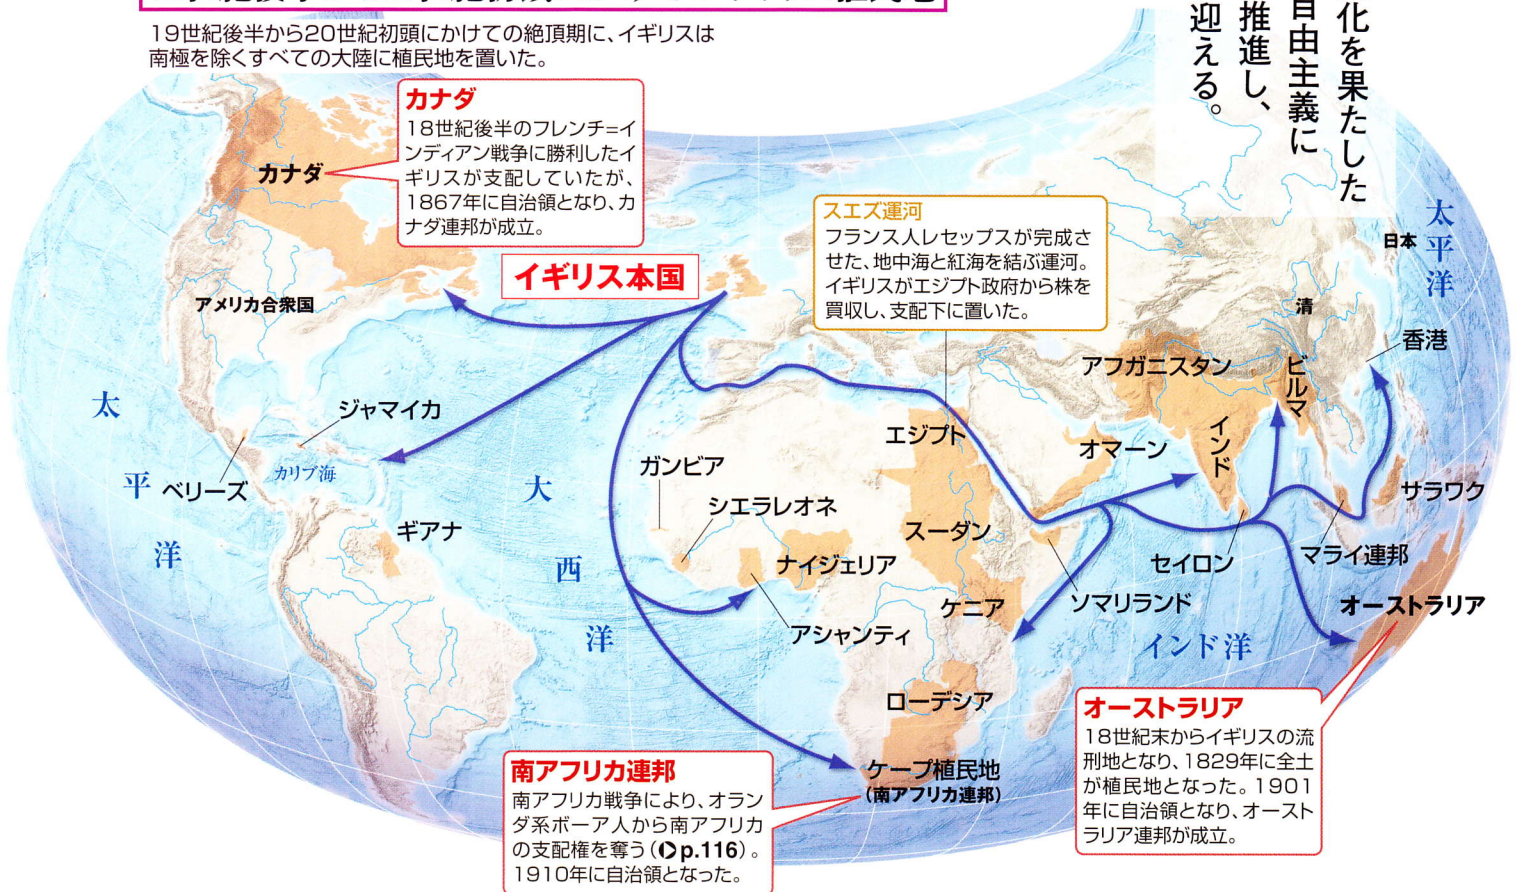 19世紀後半から20世紀初頭にかけての絶頂期に、イギリスは
南極を除くすべての大陸に植民地を置いた。
化を果たした
自由主義に
推進し、
迎える。
カナダ
18世紀後半のフレンチ=イ
ンディアン戦争に勝利したイ
ギリスが支配していたが、
1867年に自治領となり、カ
ナダ連邦が成立。
カナダ
スエズ運河
フランス人レセップスが完成さ
せた、地中海と紅海を結ぶ運河。
イギリスがエジプト政府から株を
買収し、支配下に置いた。
イギリス本国
アメリカ合衆国
日本
太平洋
清
香港
アフガニスタン
ビルマ
インド
オマーン
エジプト
太平洋
ジャマイカ
カリブ海
ベリーズ
ギアナ
大西洋
ガンビア
シエラレオネ
ナイジェリア
アシャンティ
スーダン
ケニア
ソマリランド
セイロン
マライ連邦
サラワク
オーストラリア
インド洋
ローデシア
ケープ植民地
(南アフリカ連邦)
南アフリカ連邦
南アフリカ戦争により、オラン
ダ系ボーア人から南アフリカ
の支配権を奪う(p.116)。
1910年に自治領となった。
オーストラリア
18世紀末からイギリスの流
刑地となり、1829年に全土
が植民地となった。1901
年に自治領となり、オースト
ラリア連邦が成立。